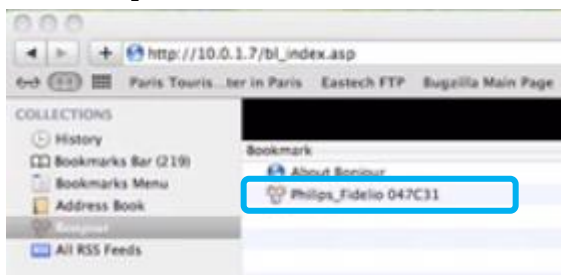 http://10.0.1.7/bl_index.asp
Paris Touris...ter in Paris Eastech FTP Bugzilla Main Page
COLLECTIONS
History
Bookmarks Bar (219)
Bookmarks Menu
Address Book
Bonjour
All RSS Feeds
Bookmark
About Bonjour
Philips_Fidelio 047C31